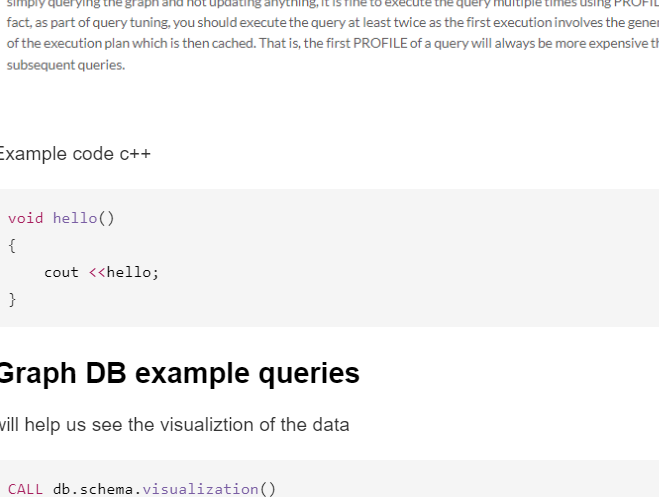 simply querying the graph and not updating anything, it is fine to execute the query multiple times using
fact, as part of query tuning, you should execute the query at least twice as the first execution involves the
of the execution plan which is then cached. That is, the first PROFILE of a query will always be more expensive
subsequent queries.
Example code c++
void hello()
{
cout <<hello;
}
Graph DB example queries
will help us see the visualiztion of the data
CALL db.schema.visualization()